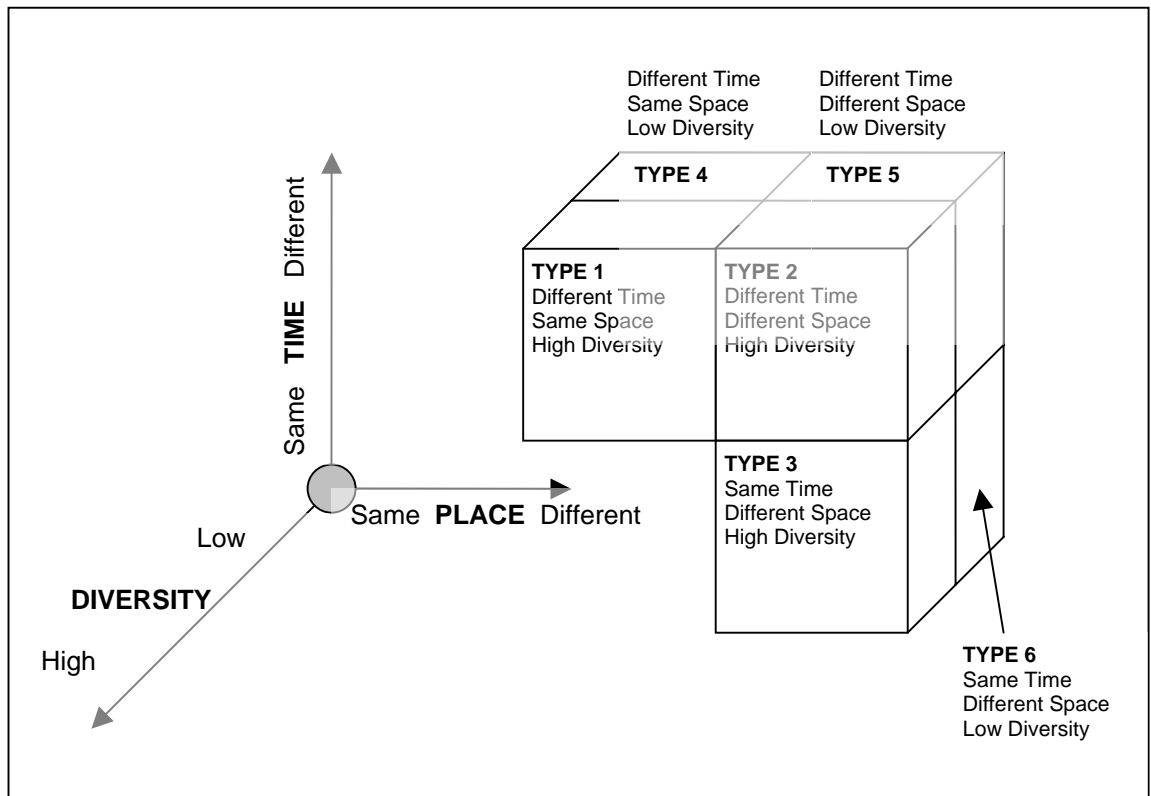 Different Time
Same Space
Low Diversity
Different Time
Different Space
Low Diversity
TYPE 4
TYPE 5
TYPE 1
Different Time
Same Space
High Diversity
TYPE 2
Different Time
Different Space
High Diversity
Same TIME Different
TYPE 3
Same Time
Different Space
High Diversity
Same PLACE Different
Low
DIVERSITY
High
TYPE 6
Same Time
Different Space
Low Diversity